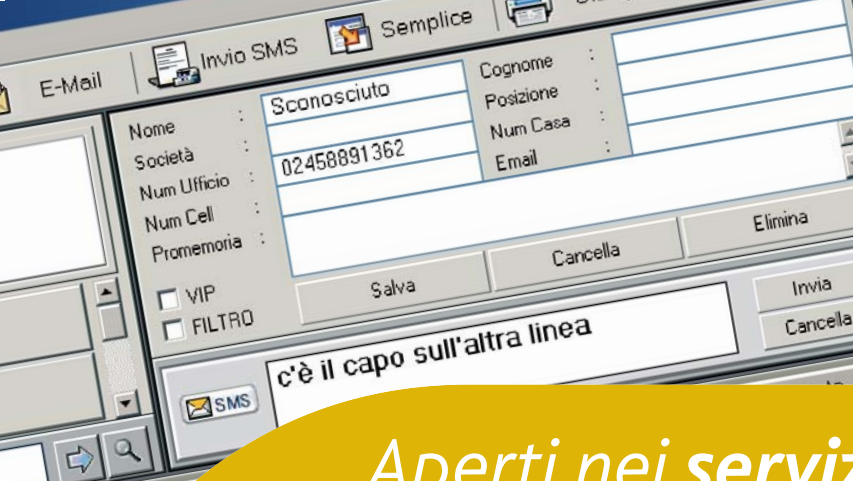 E-Mail
Invio SMS
Semplice
Nome :
Sconosciuto
Cognome :
Società :
Posizione :
Num Ufficio :
02458891362
Num Casa :
Num Cell :
Email :
Promemoria :
VIP
FILTRO
Salva
Cancella
Elimina
SMS
c'è il capo sull'altra linea
Invia
Cancella
Aperti nei serviz